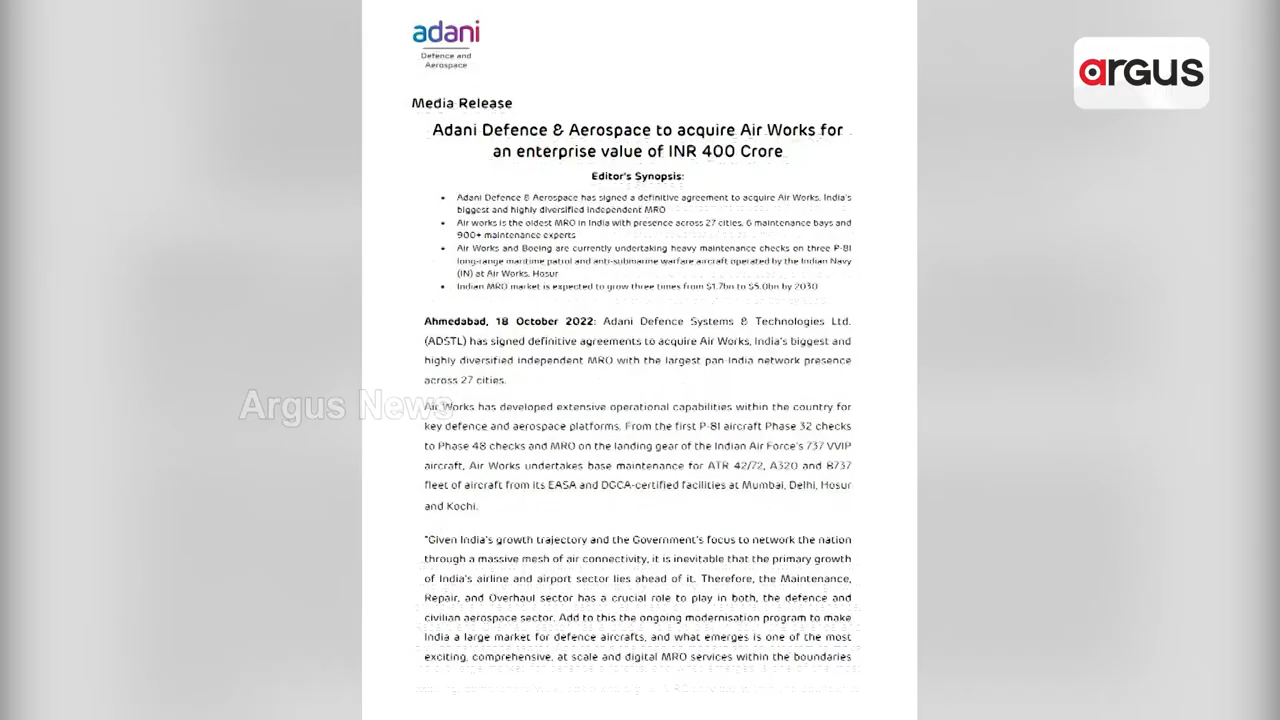 adani
Defence and
Aerospace
argus
Media Release
Adani Defence & Aerospace to acquire Air Works for
an enterprise value of INR 400 Crore
Editor's Synopsis:
• Adani Defence & Aerospace has signed a definitive agreement to acquire Air Works, India's
biggest and highly diversified independent MRO
• Air works is the oldest MRO in India with presence across 27 cities, 6 maintenance bays and
900+ maintenance experts
• Air Works and Boeing are currently undertaking heavy maintenance checks on three P-8I
long-range maritime patrol and anti-submarine warfare aircraft operated by the Indian Navy
(IN) at Air Works, Hosur
• Indian MRO market is expected to grow three times from $1.7bn to $5.0bn by 2030
Ahmedabad, 18 October 2022: Adani Defence Systems & Technologies Ltd.
(ADSTL) has signed definitive agreements to acquire Air Works, India's biggest and
highly diversified independent MRO with the largest pan-India network presence
across 27 cities.
Argus News
Air Works has developed extensive operational capabilities within the country for
key defence and aerospace platforms. From the first P-8I aircraft Phase 32 checks
to Phase 48 checks and MRO on the landing gear of the Indian Air Force's 737 VVIP
aircraft, Air Works undertakes base maintenance for ATR 42/72, A320 and B737
fleet of aircraft from its EASA and DGCA-certified facilities at Mumbai, Delhi, Hosur
and Kochi.
"Given India's growth trajectory and the Government's focus to network the nation
through a massive mesh of air connectivity, it is inevitable that the primary growth
of India's airline and airport sector lies ahead of it. Therefore, the Maintenance,
Repair, and Overhaul sector has a crucial role to play in both, the defence and
civilian aerospace sector. Add to this the ongoing modernisation program to make
India a large market for defence aircrafts, and what emerges is one of the most
exciting, comprehensive, at scale and digital MRO services within the boundaries